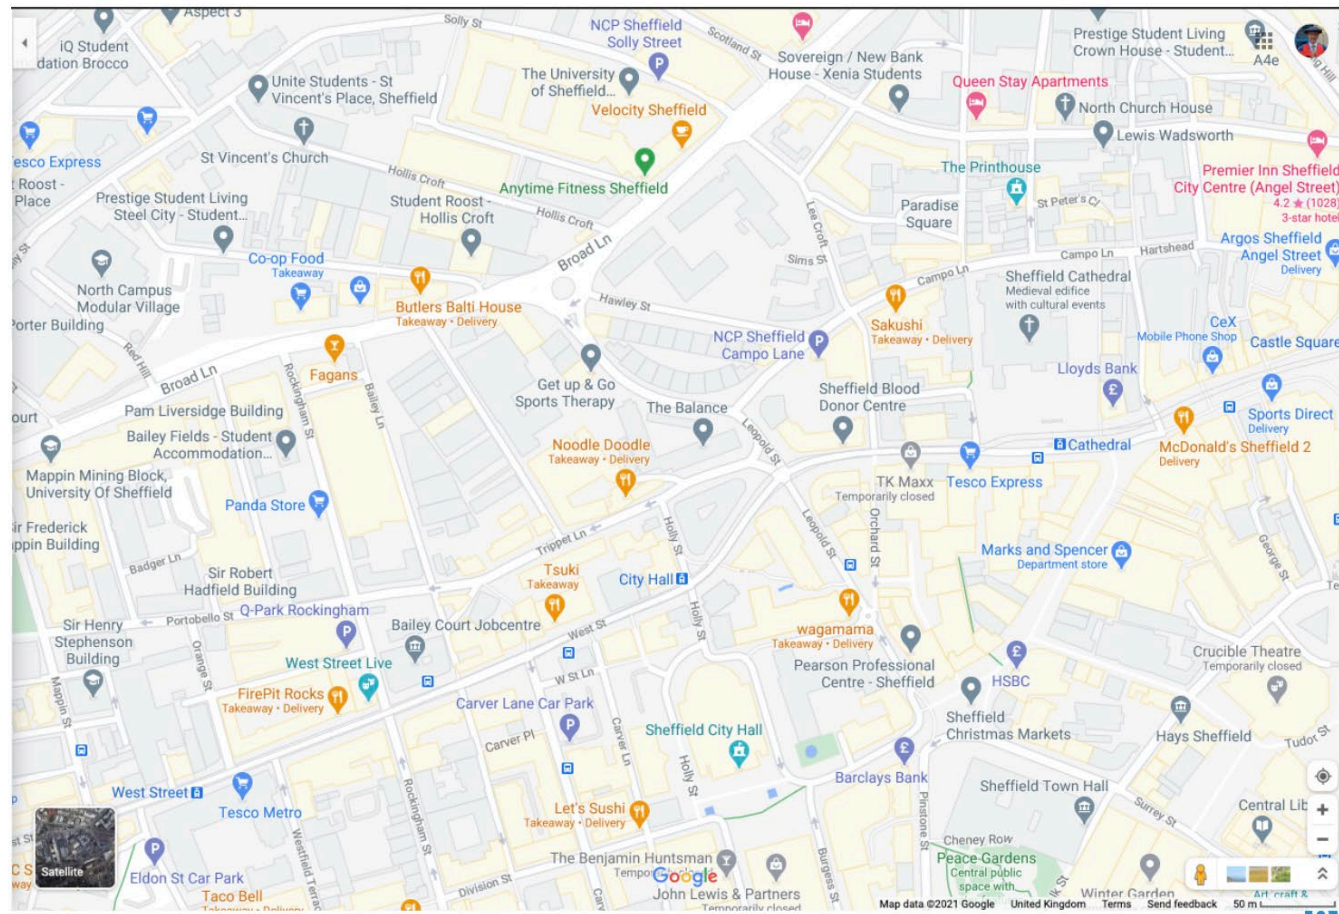 Aspect 3
Solly St
NCP Sheffield
Solly Street
Scotland St
iQ Student
dation Brocco
Unite Students - St
Vincent's Place, Sheffield
The University
of Sheffield...
Sovereign / New Bank
House - Xenia Students
Prestige Student Living
Crown House - Student...
A4e
Queen Stay Apartments
Velocity Sheffield
North Church House
Lewis Wadsworth
Tesco Express
St Vincent's Church
Hollis Croft
Anytime Fitness Sheffield
The Printhouse
Premier Inn Sheffield
City Centre (Angel Street)
4.2 ★ (1028)
3-star hotel
t Roost -
Place
Prestige Student Living
Steel City - Student...
Student Roost -
Hollis Croft
Hollis Croft
Paradise
Square
St Peter's Cl
Lee Croft
Broad Ln
Sims St
Campo Ln
Campo Ln
Hartshead
Argos Sheffield
Angel Street
Delivery
Co-op Food
Takeaway
North Campus
Modular Village
Porter Building
Butlers Balti House
Takeaway • Delivery
Hawley St
Sheffield Cathedral
Medieval edifice
with cultural events
Sakushi
Takeaway • Delivery
NCP Sheffield
Campo Lane
CeX
Mobile Phone Shop
Castle Square
Red Hill
Broad Ln
Fagans
Rockingham St
Bailey Ln
Get up & Go
Sports Therapy
Lloyds Bank
Sheffield Blood
Donor Centre
The Balance
Leopold St
ourt
Pam Liversidge Building
Bailey Fields - Student
Accommodation...
Sports Direct
Delivery
Cathedral
McDonald's Sheffield 2
Delivery
Noodle Doodle
Takeaway • Delivery
Mappin Mining Block,
University Of Sheffield
TK Maxx
Temporarily closed
Tesco Express
Panda Store
Sir Frederick
appin Building
Trippet Ln
Holly St
Leopold St
Orchard St
Marks and Spencer
Department store
George St
Badger Ln
Sir Robert
Hadfield Building
Tsuki
Takeaway
City Hall
Portobello St
Q-Park Rockingham
Bailey Court Jobcentre
West St
Holly St
wagamama
Takeaway • Delivery
Sir Henry
Stephenson
Building
Orange St
Mappin St
West Street Live
W St Ln
Pearson Professional
Centre - Sheffield
HSBC
Crucible Theatre
Temporarily closed
FirePit Rocks
Takeaway • Delivery
Carver Lane Car Park
Carver Pl
Carver Ln
Sheffield City Hall
Sheffield
Christmas Markets
Hays Sheffield
Tudor St
Holly St
Barclays Bank
Sheffield Town Hall
West Street
Tesco Metro
Rockingham St
Let's Sushi
Takeaway • Delivery
Pinstone St
Surrey St
Central Lib
Satellite
Eldon St Car Park
Westfield Terrac
Taco Bell
Takeaway • Delivery
Division St
The Benjamin Huntsman
Google
John Lewis & Partners
Temporarily closed
Burgess St
Cheney Row
Peace Gardens
Central public
space with
Winter Garden
Map data ©2021 Google
United Kingdom
Terms
Send feedback
50 m